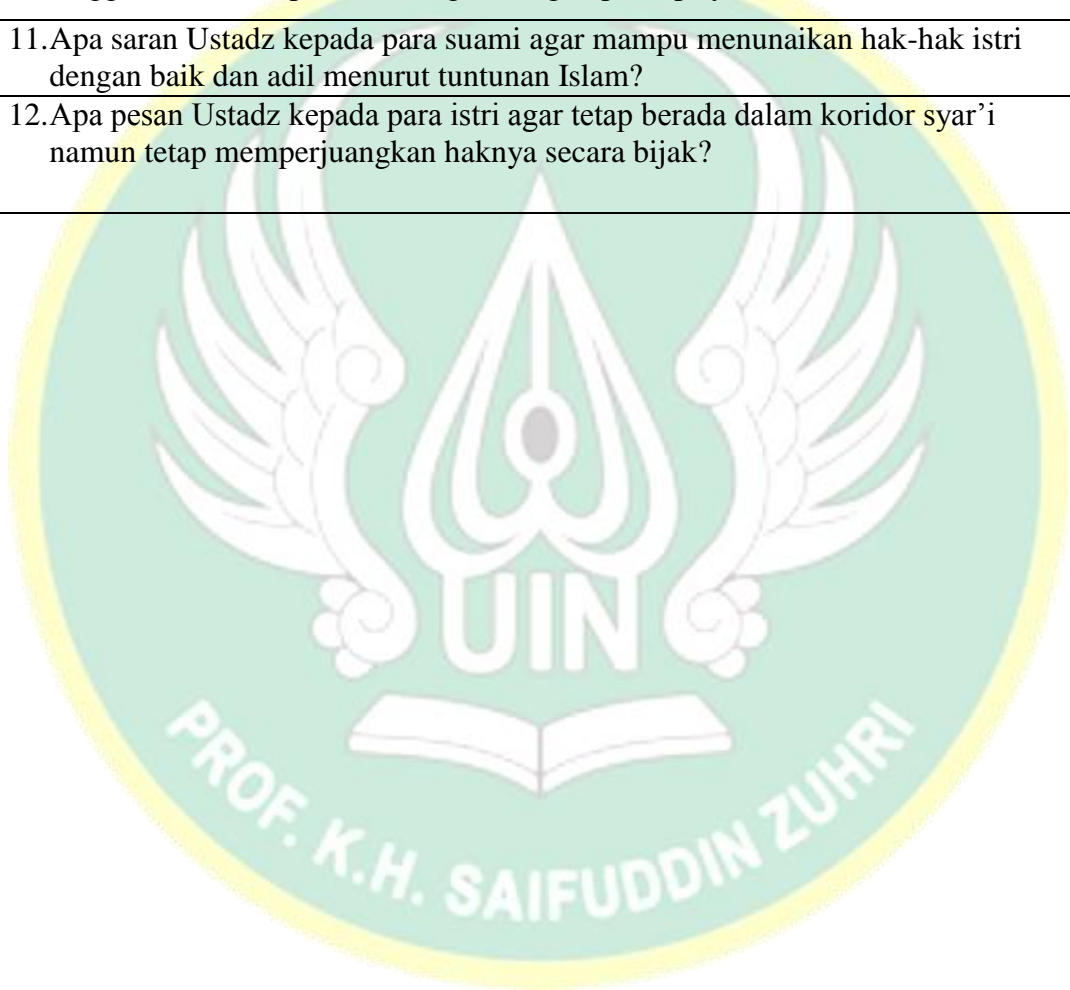 11.Apa saran Ustadz kepada para suami agar mampu menunaikan hak-hak istri
dengan baik dan adil menurut tuntunan Islam?
12.Apa pesan Ustadz kepada para istri agar tetap berada dalam koridor syar’i
namun tetap memperjuangkan haknya secara bijak?
UIN
PROF. K.H. SAIFUDDIN ZUHRI